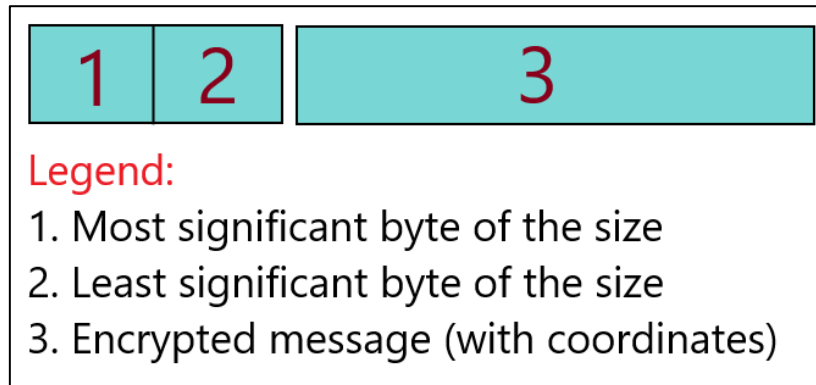 1 2 3
Legend:
1. Most significant byte of the size
2. Least significant byte of the size
3. Encrypted message (with coordinates)